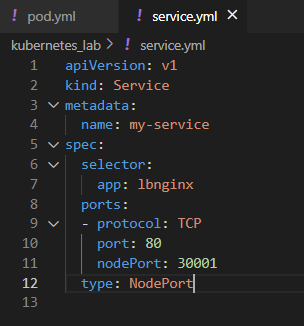 pod.yml service.yml
kubernetes_lab > service.yml
1 apiVersion: v1
2 kind: Service
3 metadata:
4   name: my-service
5 spec:
6   selector:
7     app: lbnginx
8   ports:
9   - protocol: TCP
10     port: 80
11     nodePort: 30001
12   type: NodePort
13